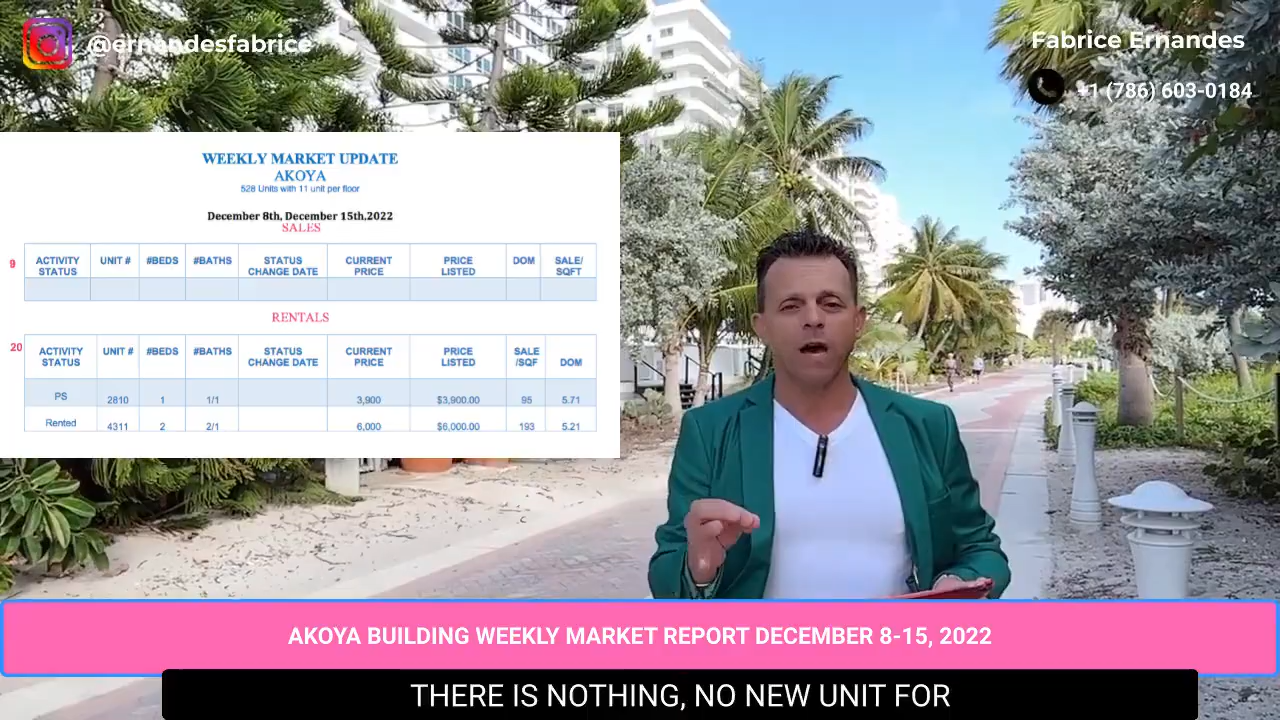 @ernandesfabrice
Fabrice Ernandes
+1 (786) 603-0184
WEEKLY MARKET UPDATE
AKOYA
528 Units with 11 unit per floor
December 8th, December 15th,2022
SALES
9
ACTIVITY STATUS UNIT # #BEDS #BATHS STATUS CHANGE DATE CURRENT PRICE PRICE LISTED DOM SALE/ SQFT
RENTALS
20
ACTIVITY STATUS UNIT # #BEDS #BATHS STATUS CHANGE DATE CURRENT PRICE PRICE LISTED SALE /SQF DOM
PS 2810 1 1/1 3,900 $3,900.00 95 5.71
Rented 4311 2 2/1 6,000 $6,000.00 193 5.21
AKOYA BUILDING WEEKLY MARKET REPORT DECEMBER 8-15, 2022
THERE IS NOTHING, NO NEW UNIT FOR